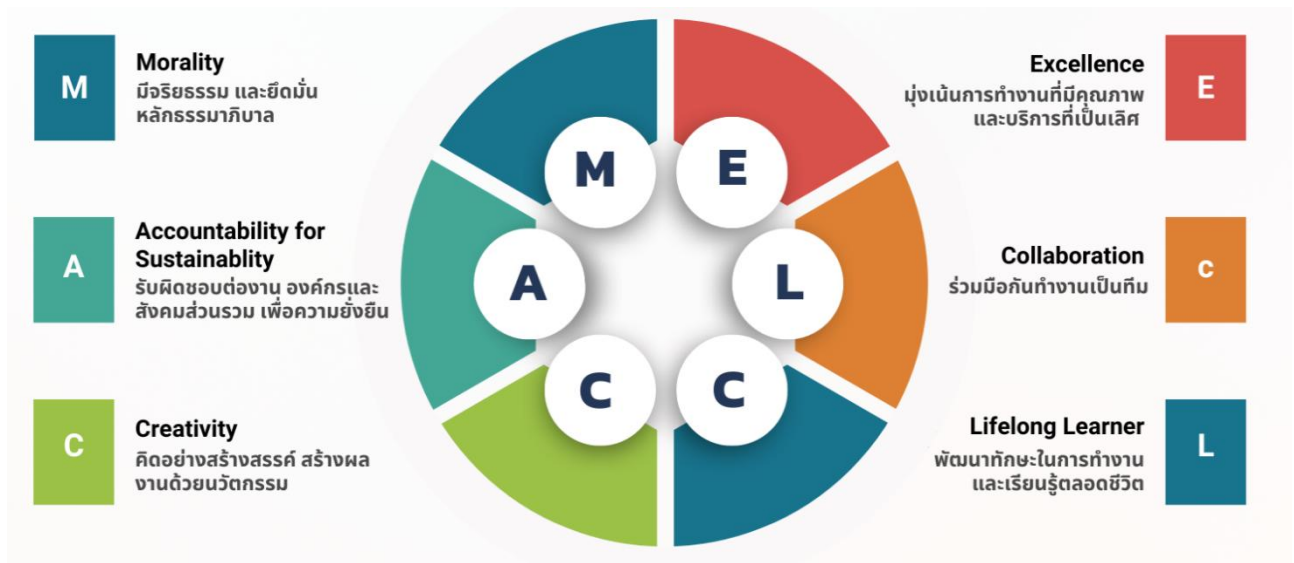 M
Morality
มีจริยธรรม และยึดมั่น
หลักธรรมาภิบาล
A
Accountability for
Sustainablity
รับผิดชอบต่องาน องค์กรและ
สังคมส่วนรวม เพื่อความยั่งยืน
C
Creativity
คิดอย่างสร้างสรรค์ สร้างผล
งานด้วยนวัตกรรม
M
E
A
L
C
C
Excellence
มุ่งเน้นการทำงานที่มีคุณภาพ
และบริการที่เป็นเลิศ
E
Collaboration
ร่วมมือกันทำงานเป็นทีม
c
Lifelong Learner
พัฒนาทักษะในการทำงาน
และเรียนรู้ตลอดชีวิต
L